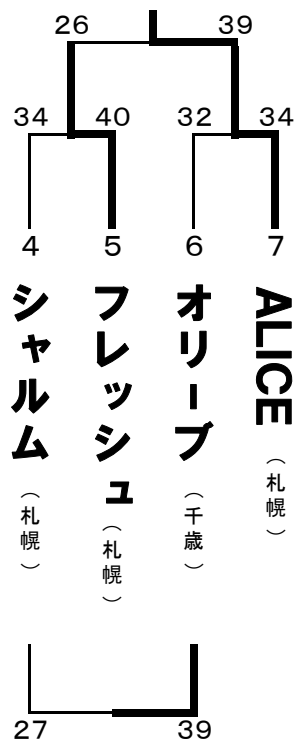 26 39
34 40 32 34
4 5 6 7
シャルム（札幌）
フレッシュ（札幌）
オリーブ（千歳）
ALICE（札幌）
27 39